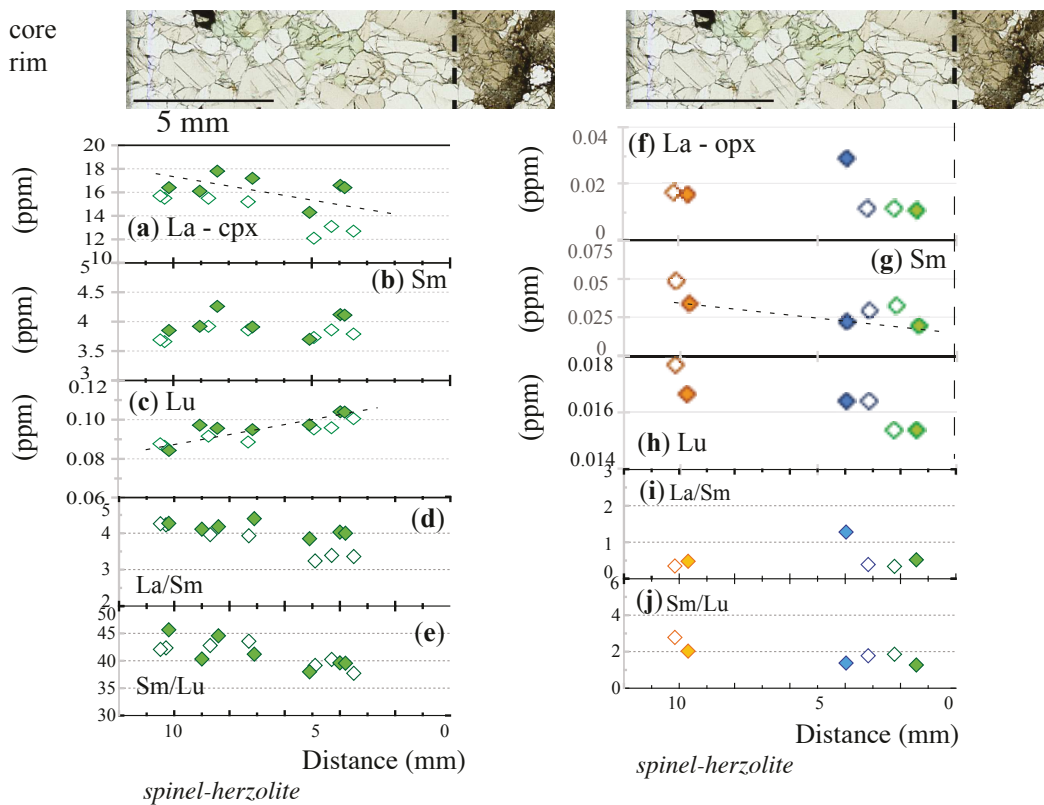 core
rim
5 mm
20
18
16
14
12
10
(ppm)
(a) La - cpx
5
4.5
4
3.5
3
(ppm)
(b) Sm
0.12
0.10
0.08
0.06
(ppm)
(c) Lu
5
4
3
2
(d)
La/Sm
50
45
40
35
30
(e)
Sm/Lu
10
5
0
Distance (mm)
spinel-herzolite
0.04
0.02
0
(ppm)
(f) La - opx
0.075
0.05
0.025
0
(ppm)
(g) Sm
0.018
0.016
0.014
(ppm)
(h) Lu
3
2
1
0
(i) La/Sm
6
4
2
0
(j) Sm/Lu
10
5
0
Distance (mm)
spinel-herzolite